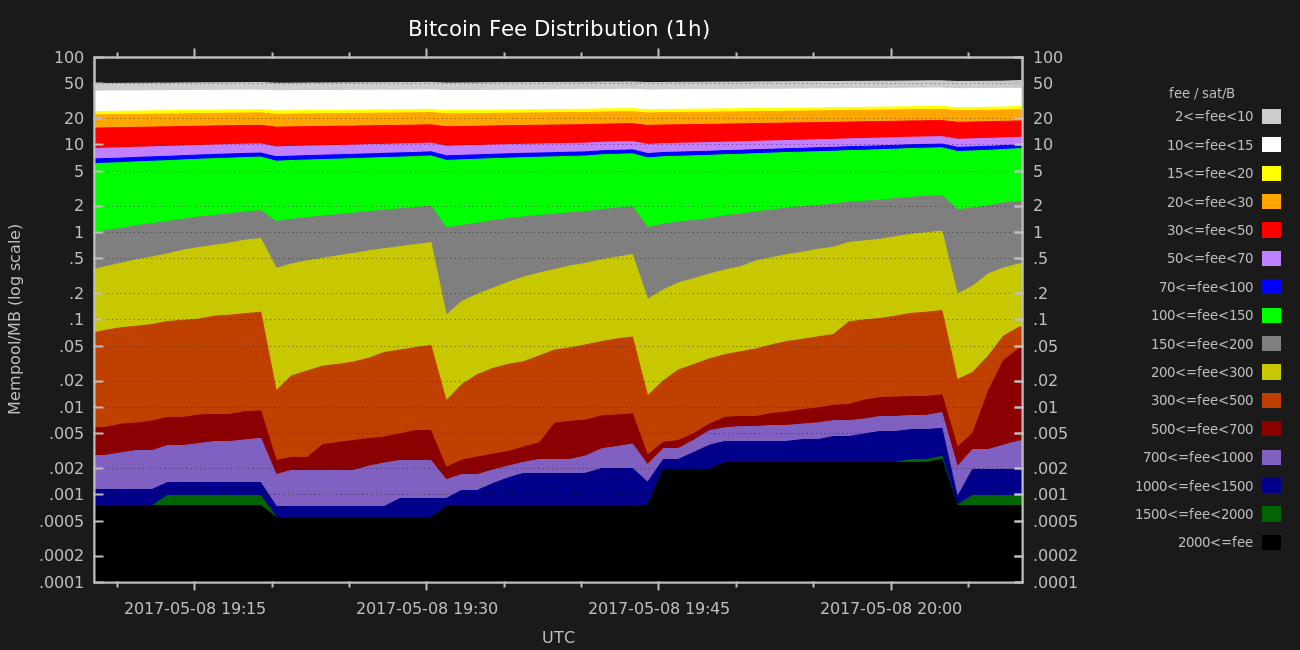 Bitcoin Fee Distribution (1h)
100 100
50 50
20 20
10 10
5 5
2 2
1 1
.5 .5
.2 .2
.1 .1
.05 .05
.02 .02
.01 .01
.005 .005
.002 .002
.001 .001
.0005 .0005
.0002 .0002
.0001 .0001
Mempool/MB (log scale)
2017-05-08 19:15 2017-05-08 19:30 2017-05-08 19:45 2017-05-08 20:00
UTC
fee / sat/B
2<=fee<10
10<=fee<15
15<=fee<20
20<=fee<30
30<=fee<50
50<=fee<70
70<=fee<100
100<=fee<150
150<=fee<200
200<=fee<300
300<=fee<500
500<=fee<700
700<=fee<1000
1000<=fee<1500
1500<=fee<2000
2000<=fee